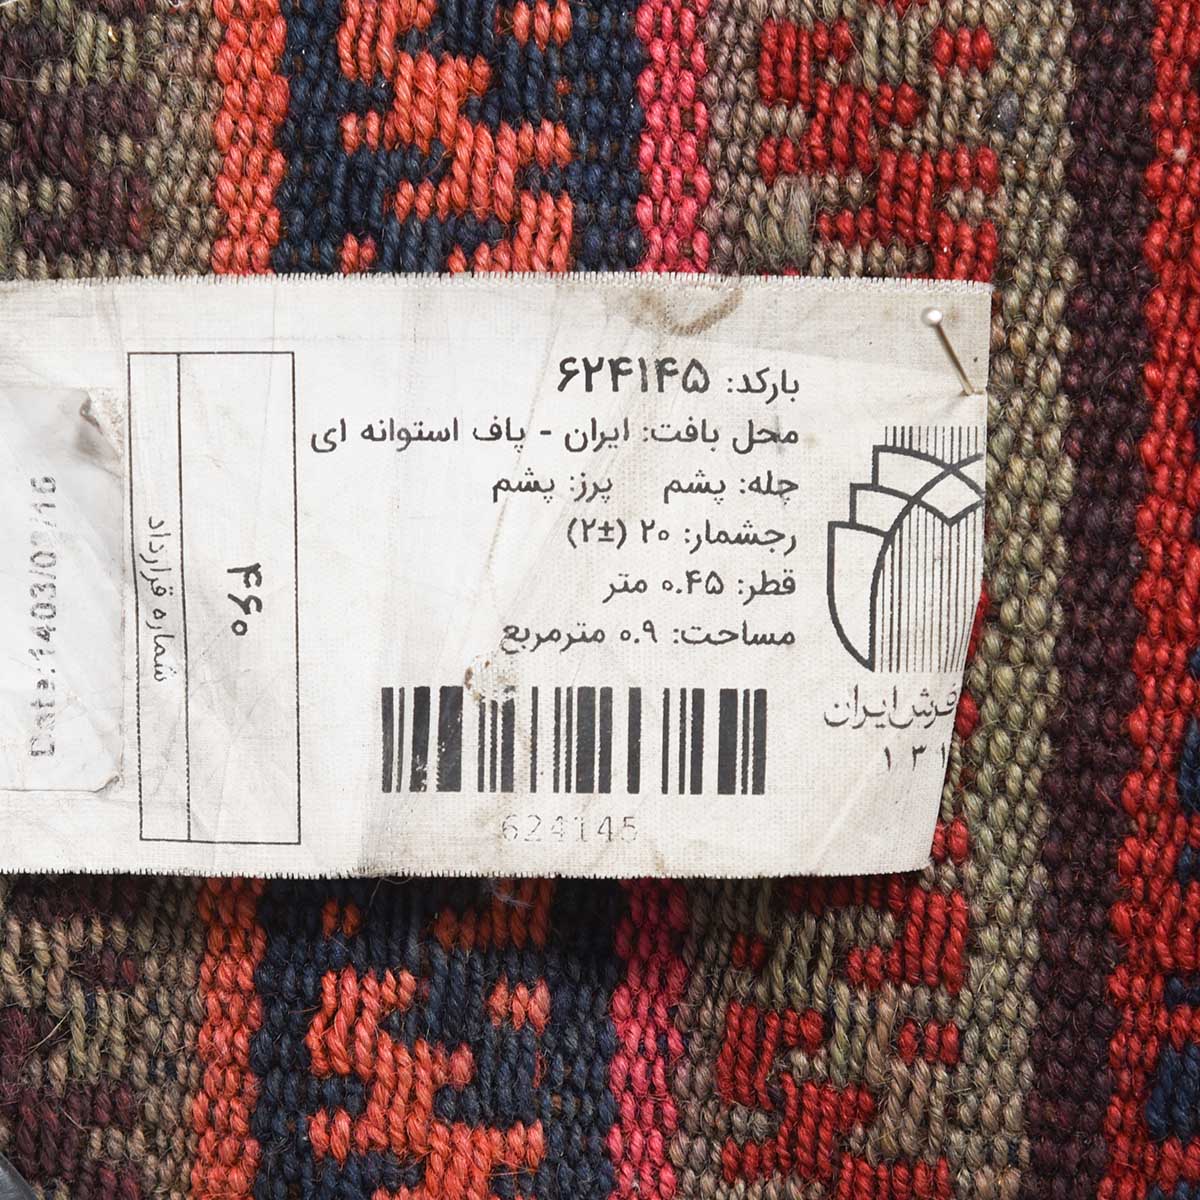 بارکد: ۶۲۴۱۴۵
محل بافت: ایران - پاف استوانه ای
چله: پشم    پرز: پشم
رجشمار: ۲۰ (±۲)
قطر: ۰.۴۵ متر
مساحت: ۰.۹ مترمربع
624145
فرش ایران
شماره قرارداد
۴۶۰